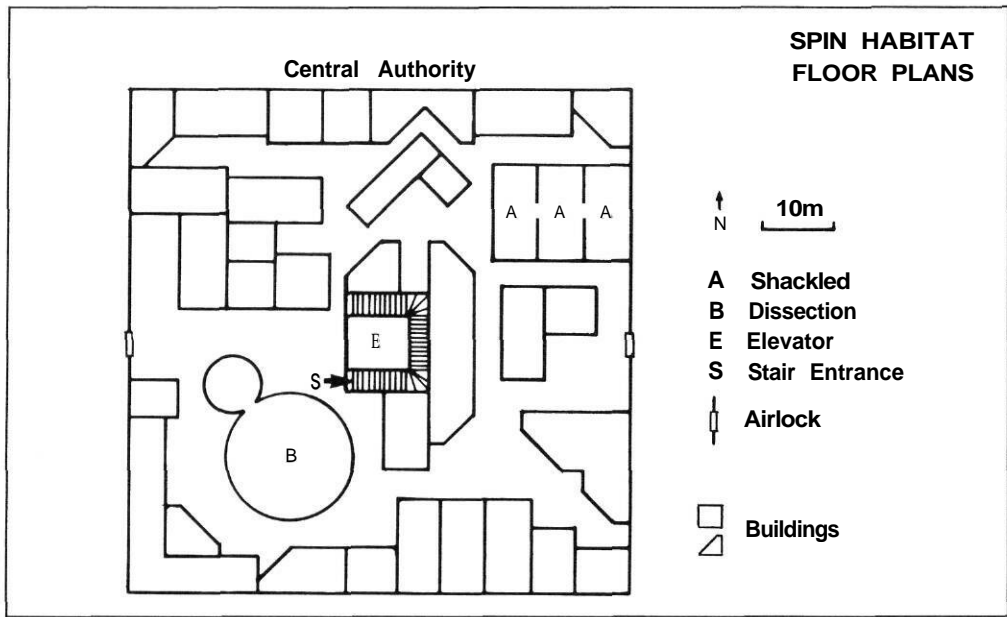 SPIN HABITAT
FLOOR PLANS
Central Authority
A A A
N 10m
E
S
B
A Shackled
B Dissection
E Elevator
S Stair Entrance
Airlock
Buildings